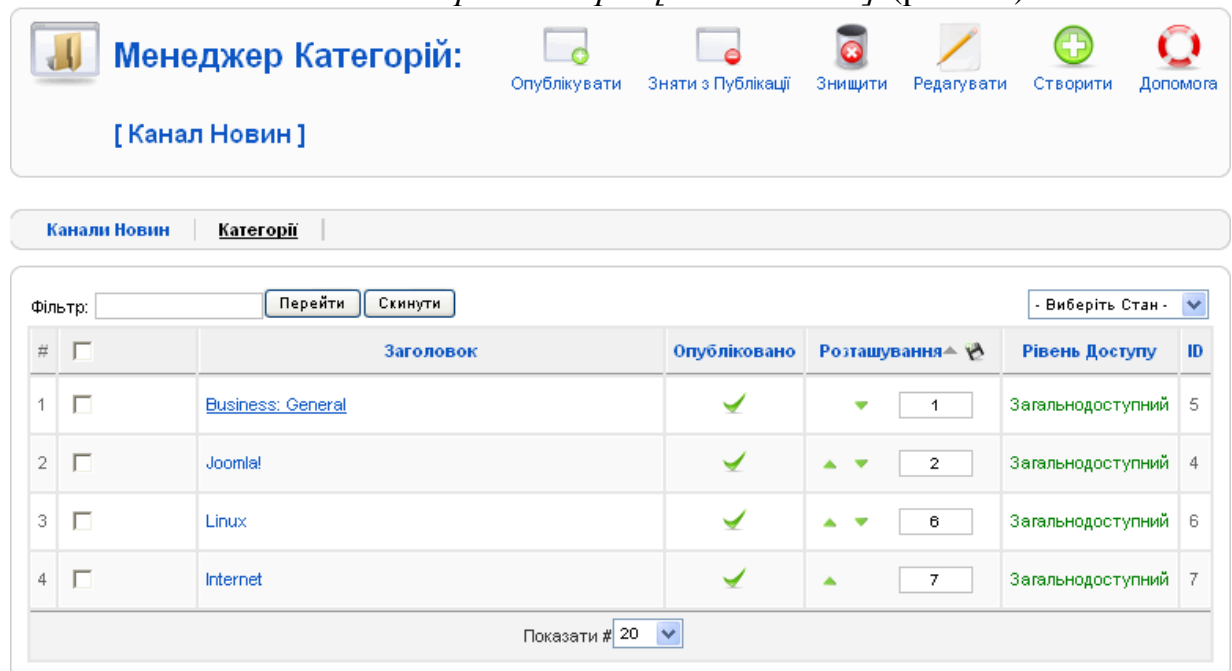 Менеджер Категорій:
Опублікувати Зняти з Публікації Знищити Редагувати Створити Допомога
[ Канал Новин ]
Канали Новин Категорії
Фільтр: Перейти Скинути - Виберіть Стан -
# Заголовок Опубліковано Розташування Рівень Доступу ID
1 Business: General 1 Загальнодоступний 5
2 Joomla! 2 Загальнодоступний 4
3 Linux 6 Загальнодоступний 6
4 Internet 7 Загальнодоступний 7
Показати # 20